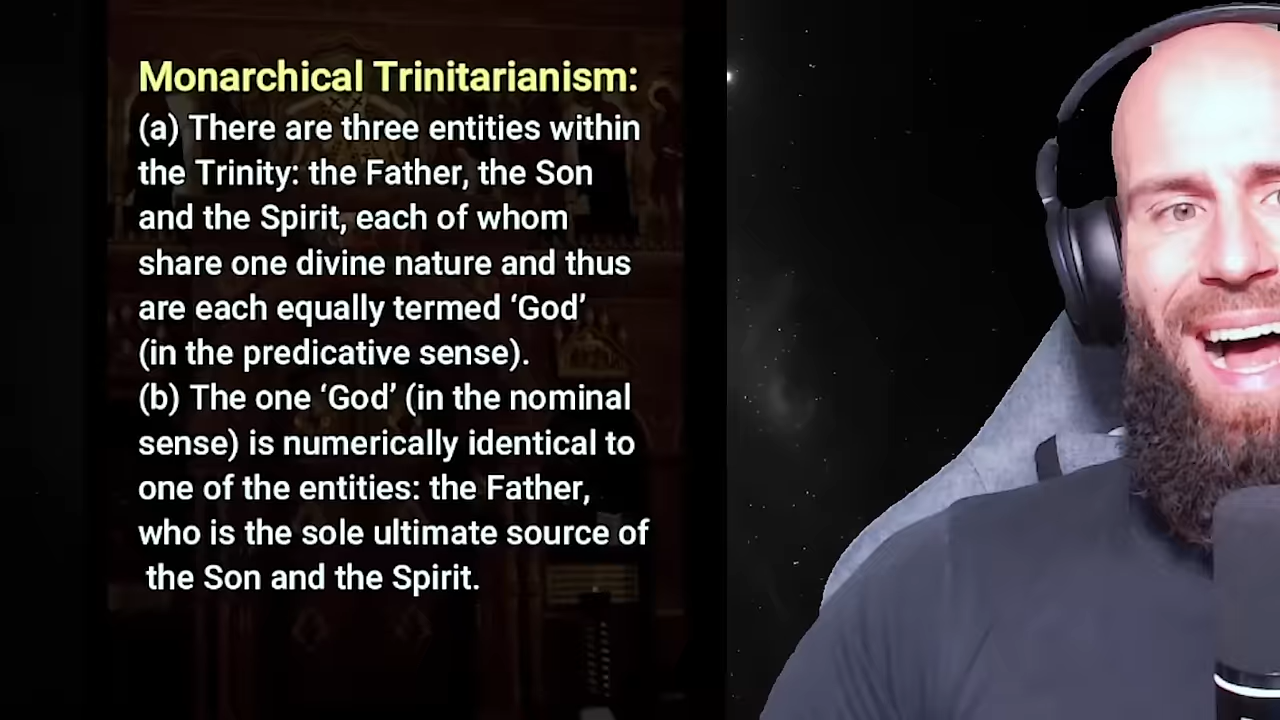 Monarchical Trinitarianism:
(a) There are three entities within
the Trinity: the Father, the Son
and the Spirit, each of whom
share one divine nature and thus
are each equally termed ‘God’
(in the predicative sense).
(b) The one ‘God’ (in the nominal
sense) is numerically identical to
one of the entities: the Father,
who is the sole ultimate source of
the Son and the Spirit.